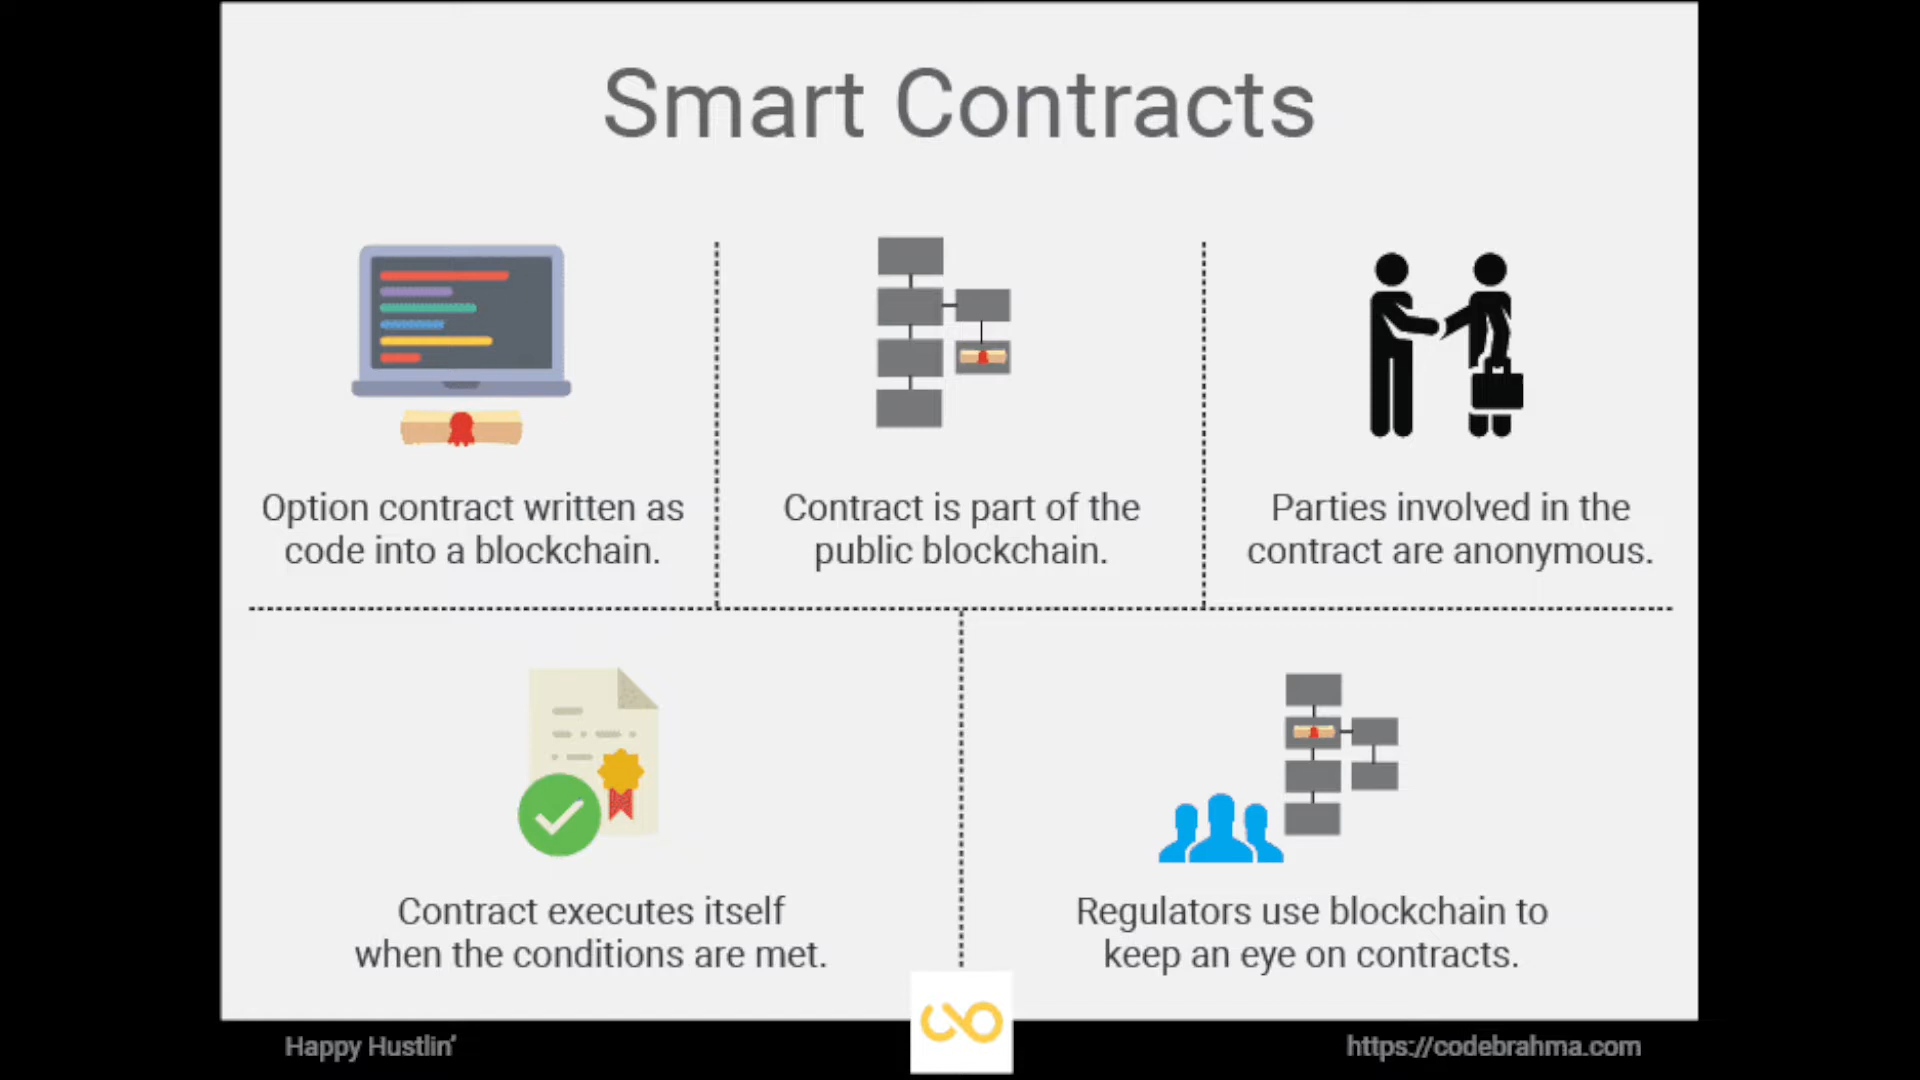 Smart Contracts
Option contract written as
code into a blockchain.
Contract is part of the
public blockchain.
Parties involved in the
contract are anonymous.
Contract executes itself
when the conditions are met.
Regulators use blockchain to
keep an eye on contracts.
Happy Hustlin'
https://codebrahma.com